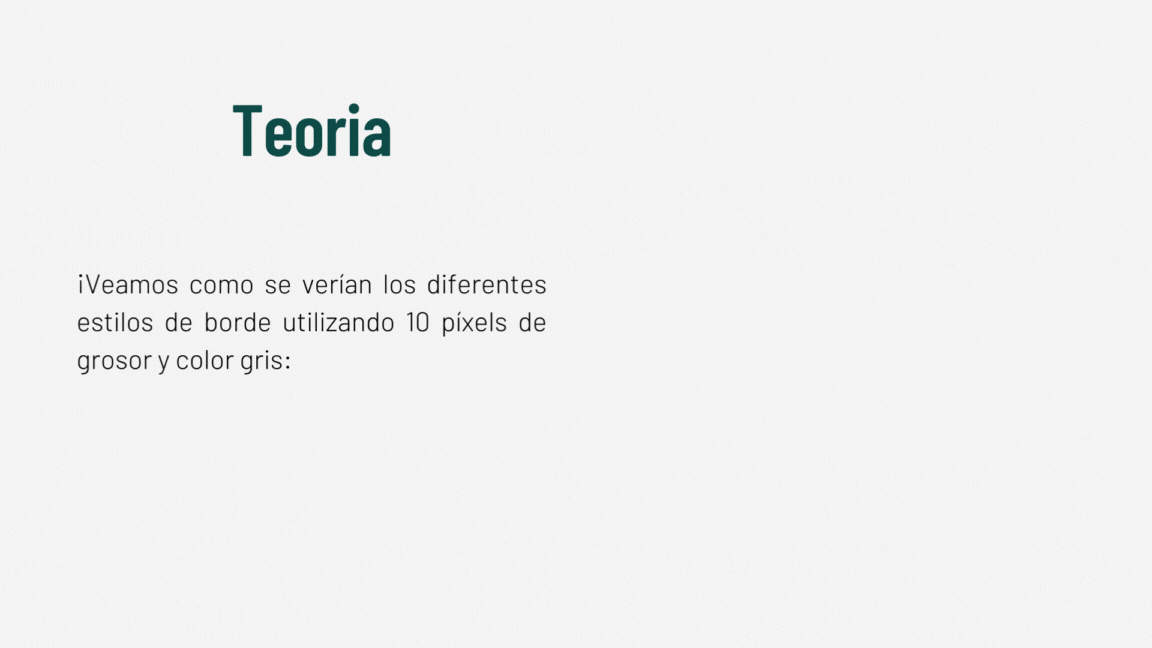 Teoria
¡Veamos como se verían los diferentes
estilos de borde utilizando 10 píxels de
grosor y color gris: